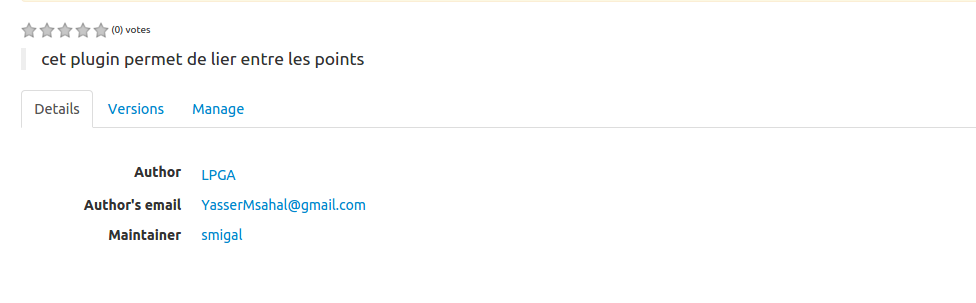 (0) votes
cet plugin permet de lier entre les points
Details Versions Manage
Author LPGA
Author's email YasserMsahal@gmail.com
Maintainer smigal